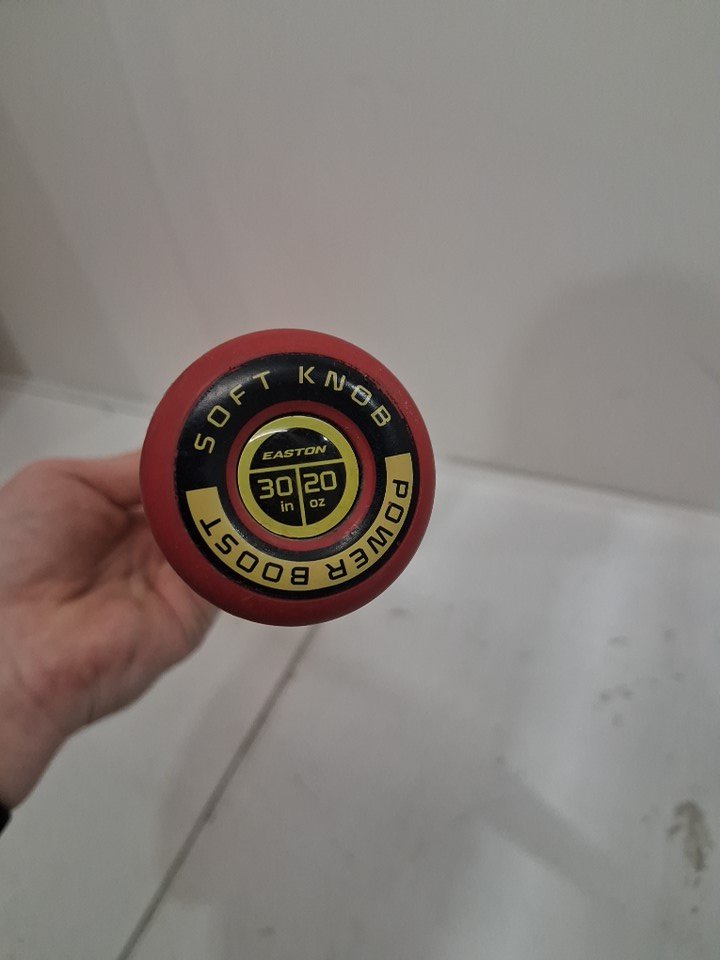 SOFT KNOB
EASTON
30 20
in oz
POWER BOOST